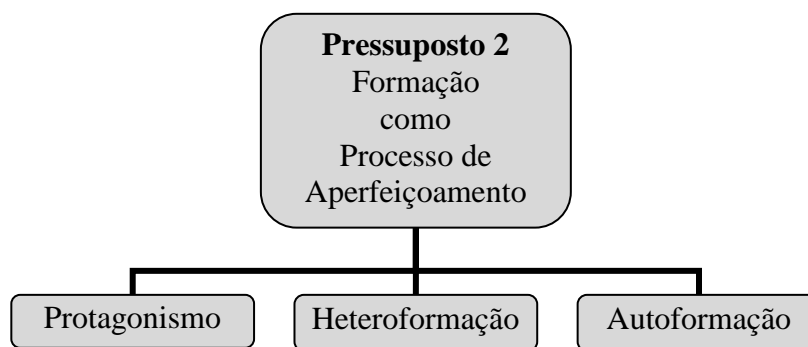 Pressuposto 2
Formação
como
Processo de
Aperfeiçoamento
Protagonismo
Heteroformação
Autoformação